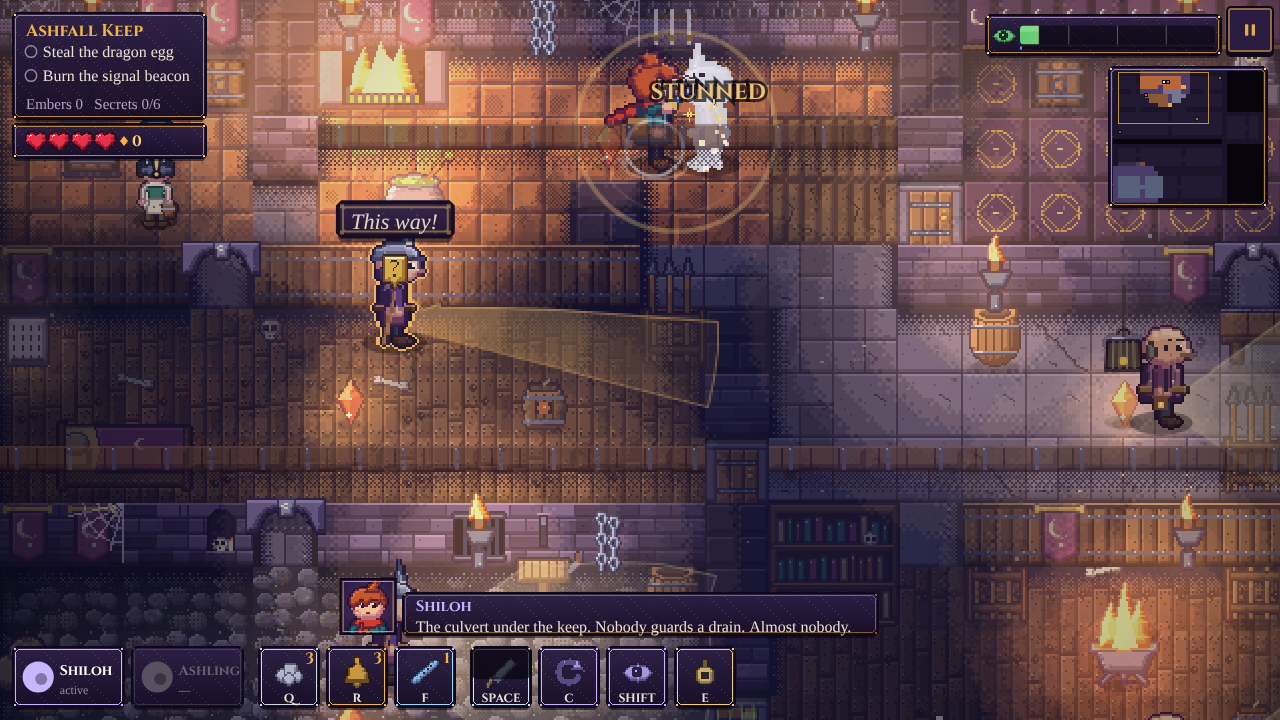 ASHFALL KEEP
Steal the dragon egg
Burn the signal beacon
Embers 0 Secrets 0/6
0
STUNNED
This way!
?
SHILOH
The culvert under the keep. Nobody guards a drain. Almost nobody.
SHILOH
active
ASHLING
—
3
Q
3
R
1
F
SPACE
C
SHIFT
E